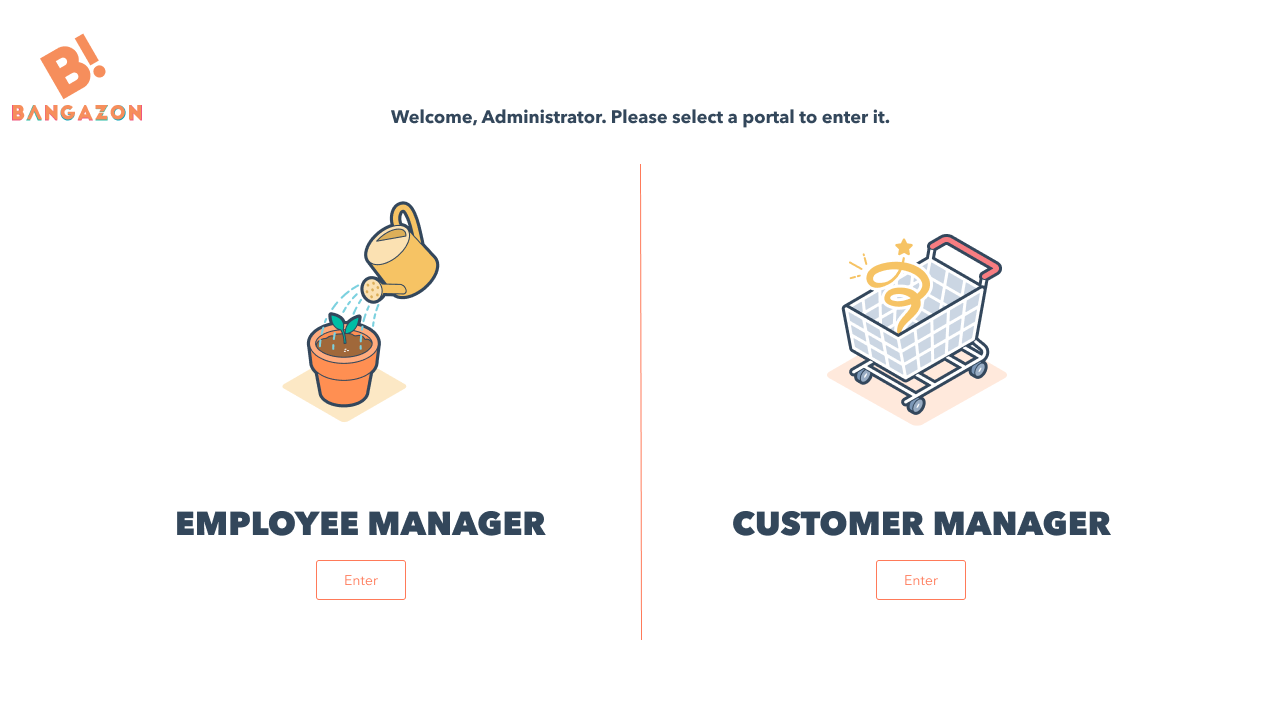 B!
BANGAZON
Welcome, Administrator. Please select a portal to enter it.
EMPLOYEE MANAGER
Enter
CUSTOMER MANAGER
Enter